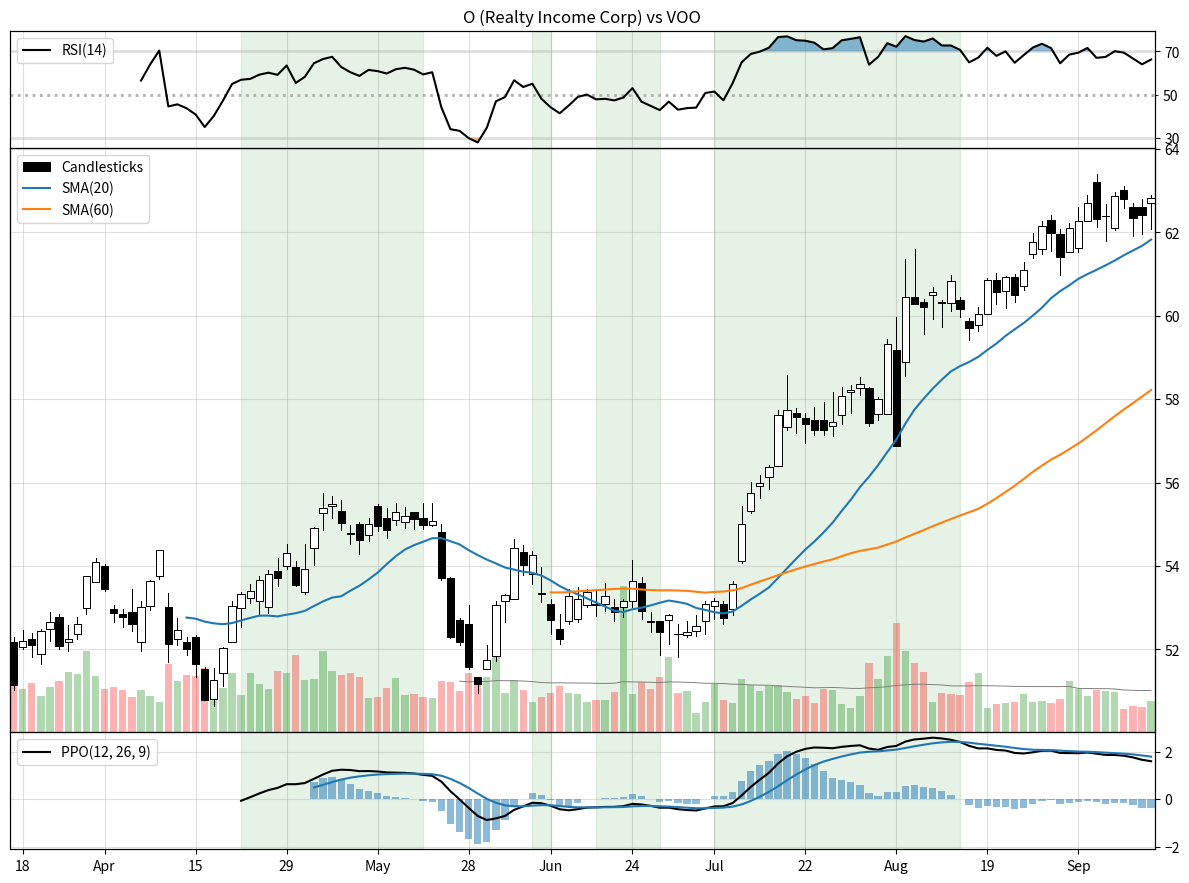 O (Realty Income Corp) vs VOO
RSI(14)
70
50
30
Candlesticks
SMA(20)
SMA(60)
64
62
60
58
56
54
52
PPO(12, 26, 9)
2
0
−2
18 Apr 15 29 May 28 Jun 24 Jul 22 Aug 19 Sep